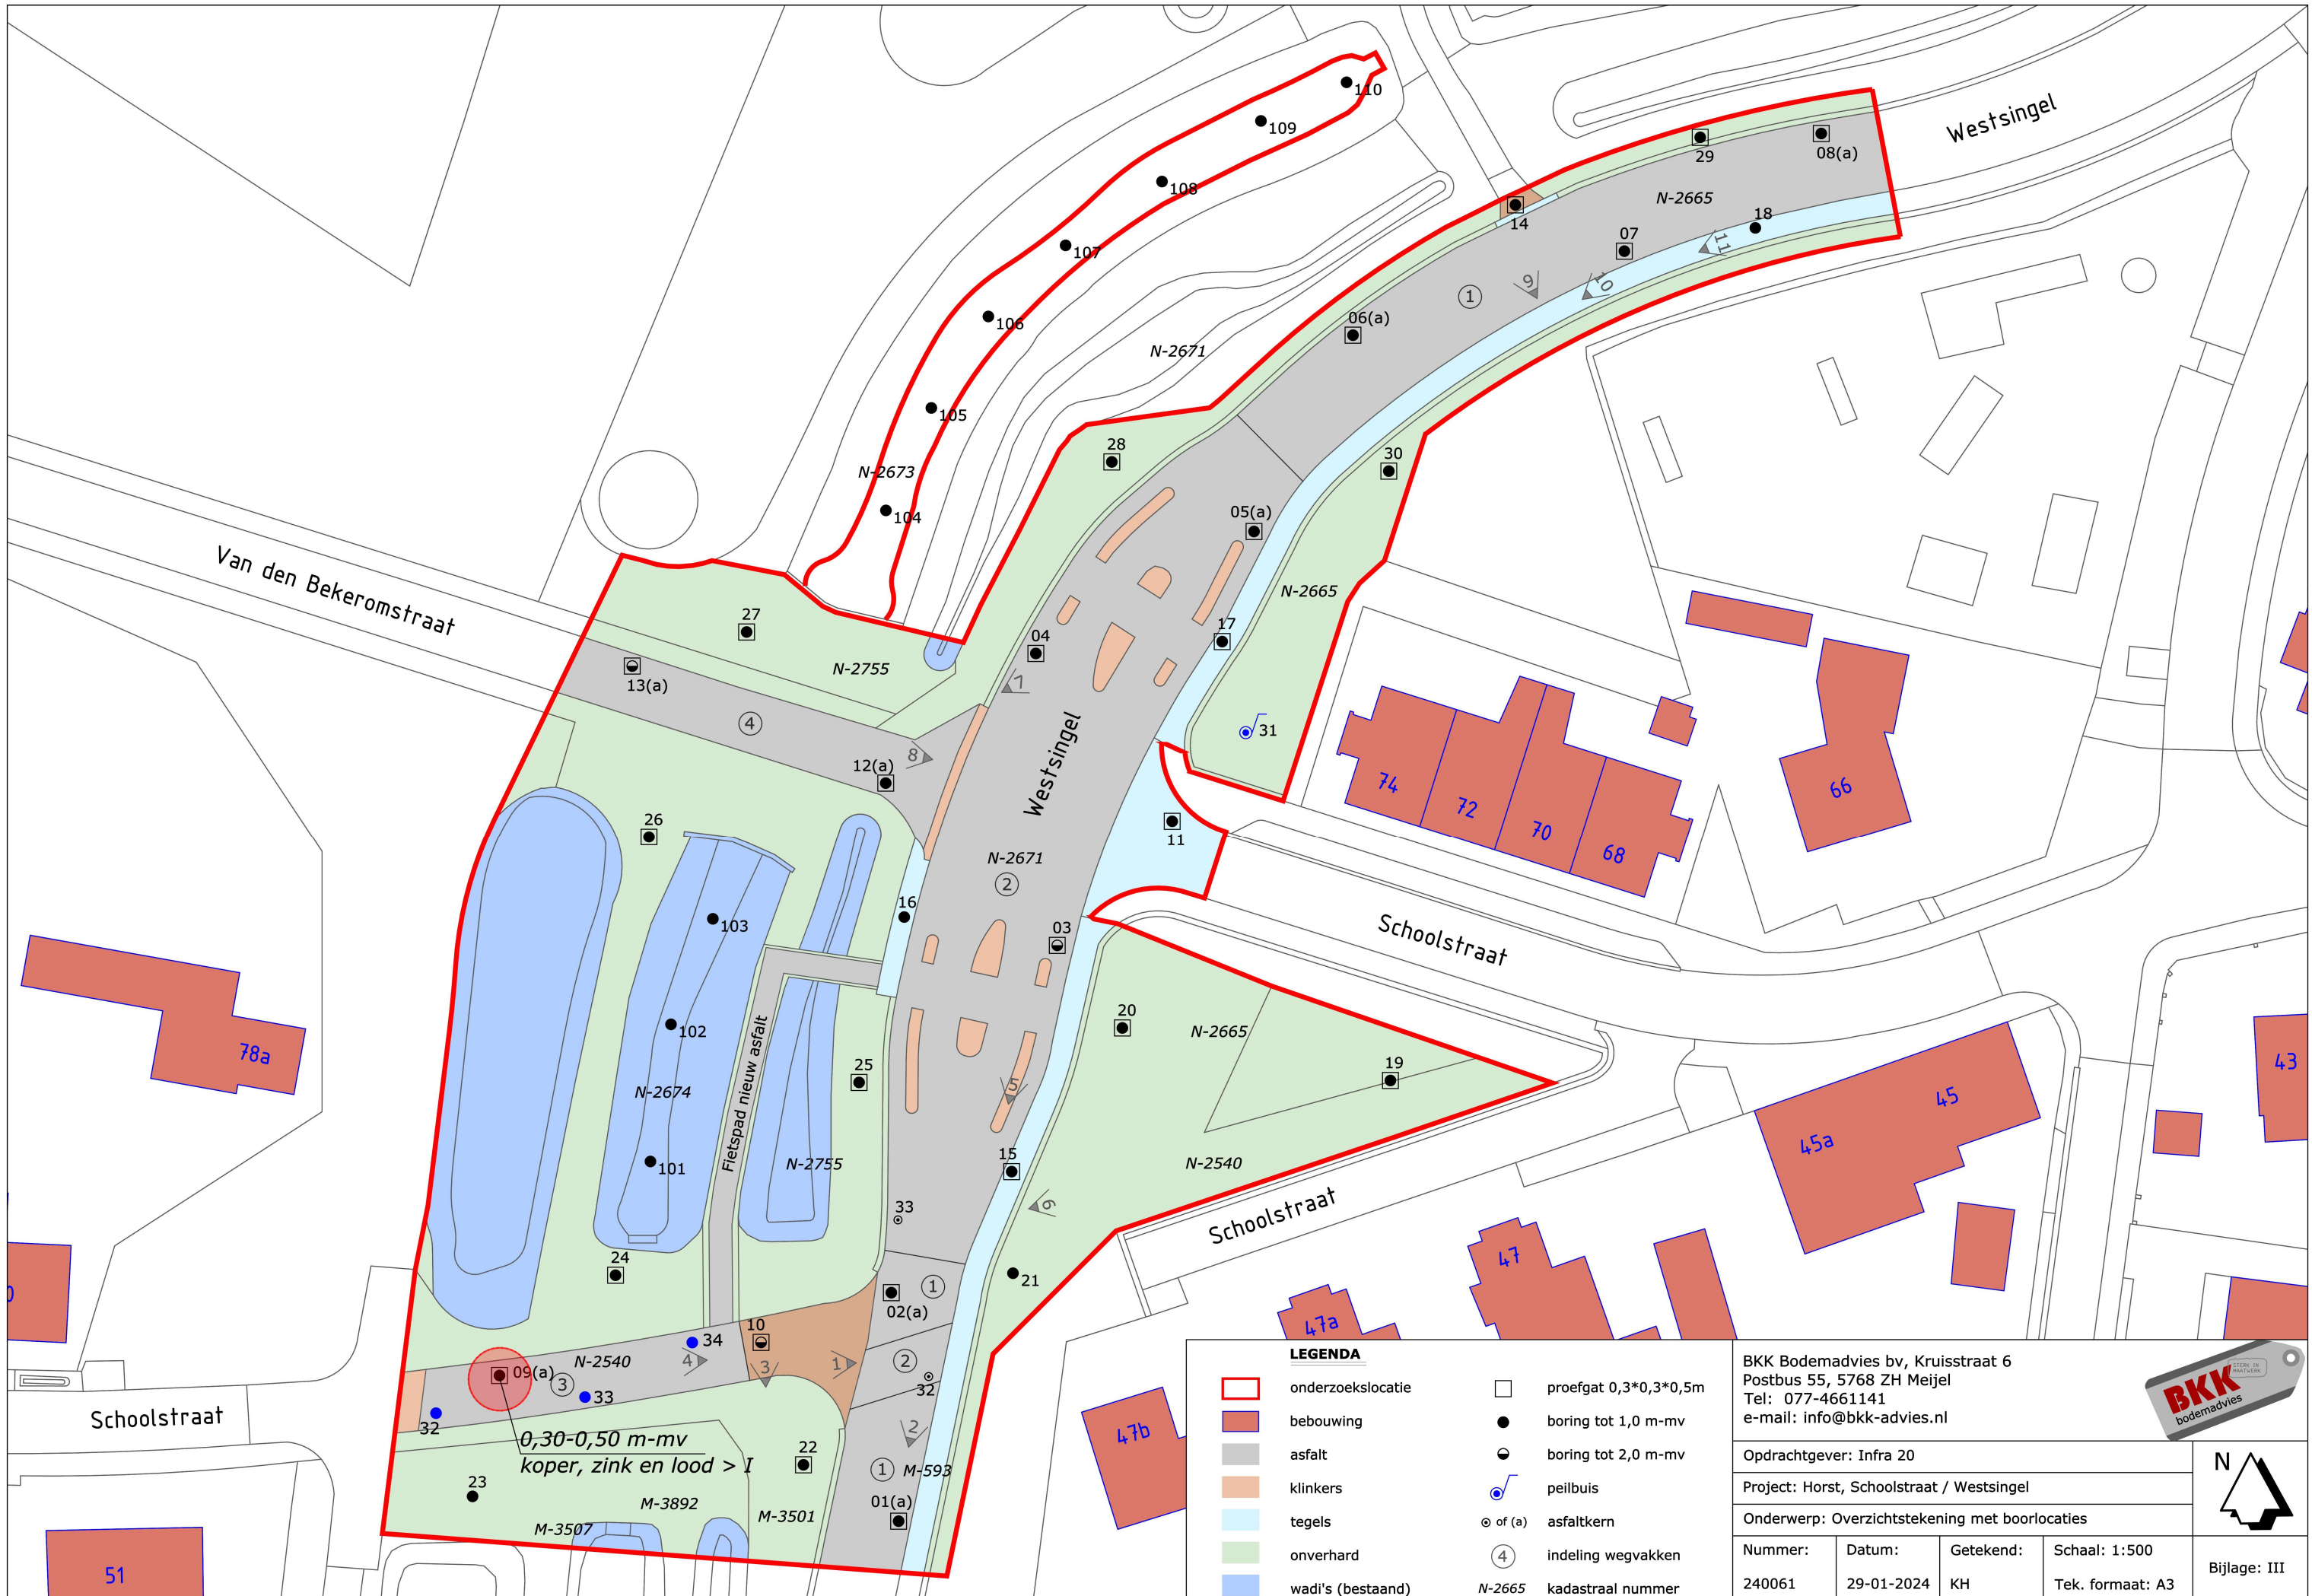 110
109
108
107
106
105
104
29
08(a)
Westsingel
N-2665
14
18
07
11
10
9
1
06(a)
N-2671
28
N-2673
30
05(a)
N-2665
17
Van den Bekeromstraat
27
04
N-2755
7
13(a)
4
8
12(a)
Westsingel
31
74
72
70
68
66
11
26
N-2671
2
16
03
103
Schoolstraat
20
N-2665
19
102
25
5
78a
N-2674
Fietspad nieuw asfalt
45
45a
43
101
N-2755
15
N-2540
33
6
Schoolstraat
24
21
47
1
02(a)
47a
10
34
4
3
1
2
32
N-2540
09(a)
3
33
32
Schoolstraat
0,30-0,50 m-mv
koper, zink en lood > I
2
22
1
M-593
47b
23
M-3892
M-3501
M-3507
01(a)
51
LEGENDA
onderzoekslocatie
bebouwing
asfalt
klinkers
tegels
onverhard
wadi's (bestaand)
proefgat 0,3*0,3*0,5m
boring tot 1,0 m-mv
boring tot 2,0 m-mv
peilbuis
of (a) asfaltkern
4 indeling wegvakken
N-2665 kadastraal nummer
BKK Bodemadvies bv, Kruisstraat 6
Postbus 55, 5768 ZH Meijel
Tel: 077-4661141
e-mail: info@bkk-advies.nl
STERK IN
MAATWERK
BKK
bodemadvies
Opdrachtgever: Infra 20
Project: Horst, Schoolstraat / Westsingel
Onderwerp: Overzichtstekening met boorlocaties
N
Nummer: Datum: Getekend: Schaal: 1:500
240061 29-01-2024 KH Tek. formaat: A3
Bijlage: III